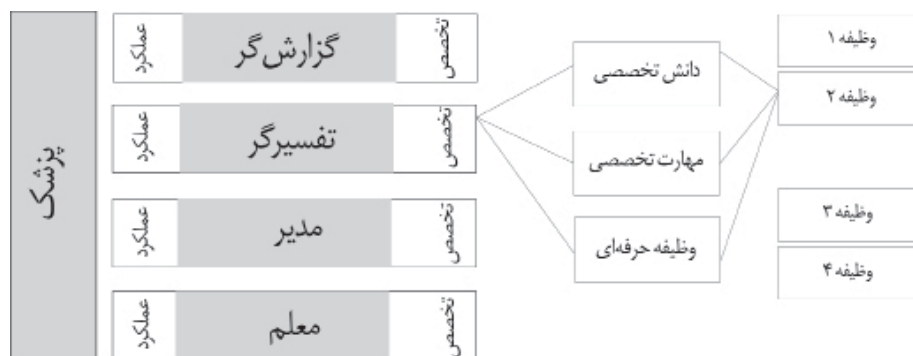 پزشک
عملکرد
گزارش‌گر
تخصص
عملکرد
تفسیرگر
تخصص
عملکرد
مدیر
تخصص
عملکرد
معلم
تخصص
دانش تخصصی
مهارت تخصصی
وظیفه حرفه‌ای
وظیفه ۱
وظیفه ۲
وظیفه ۳
وظیفه ۴